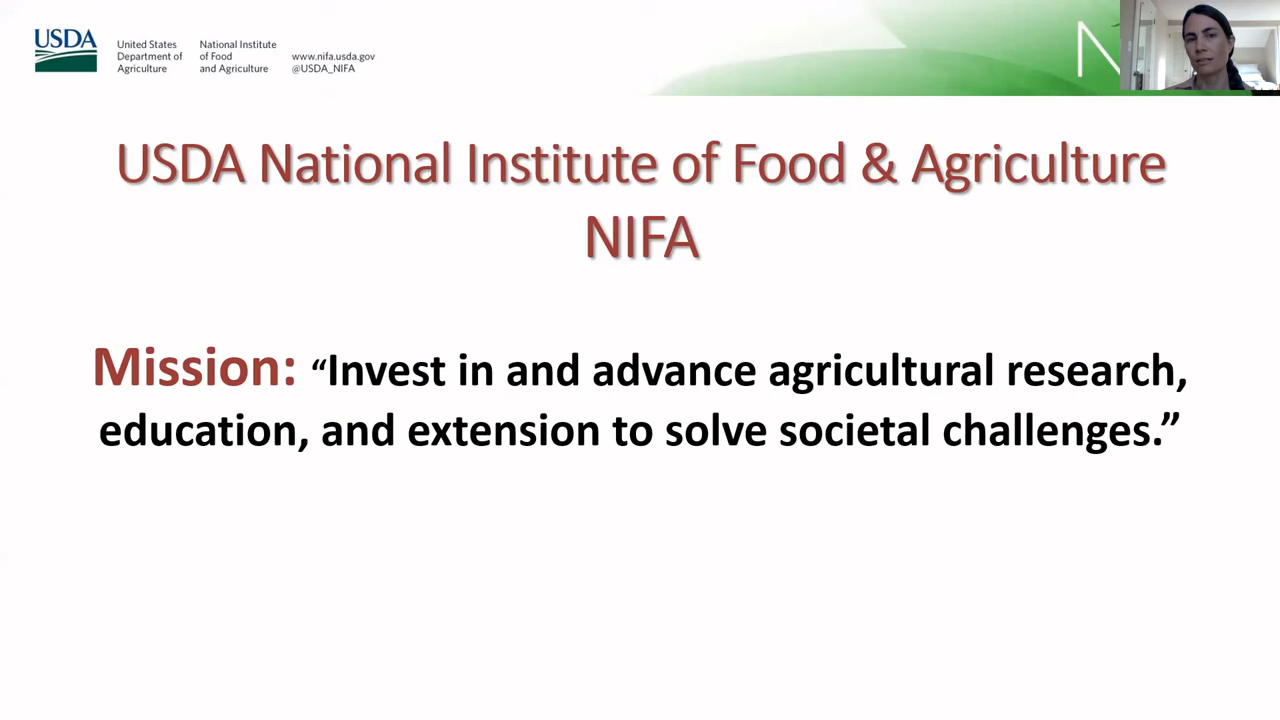 USDA
United States
Department of
Agriculture
National Institute
of Food
and Agriculture
www.nifa.usda.gov
@USDA_NIFA
USDA National Institute of Food & Agriculture
NIFA
Mission: “Invest in and advance agricultural research,
education, and extension to solve societal challenges.”